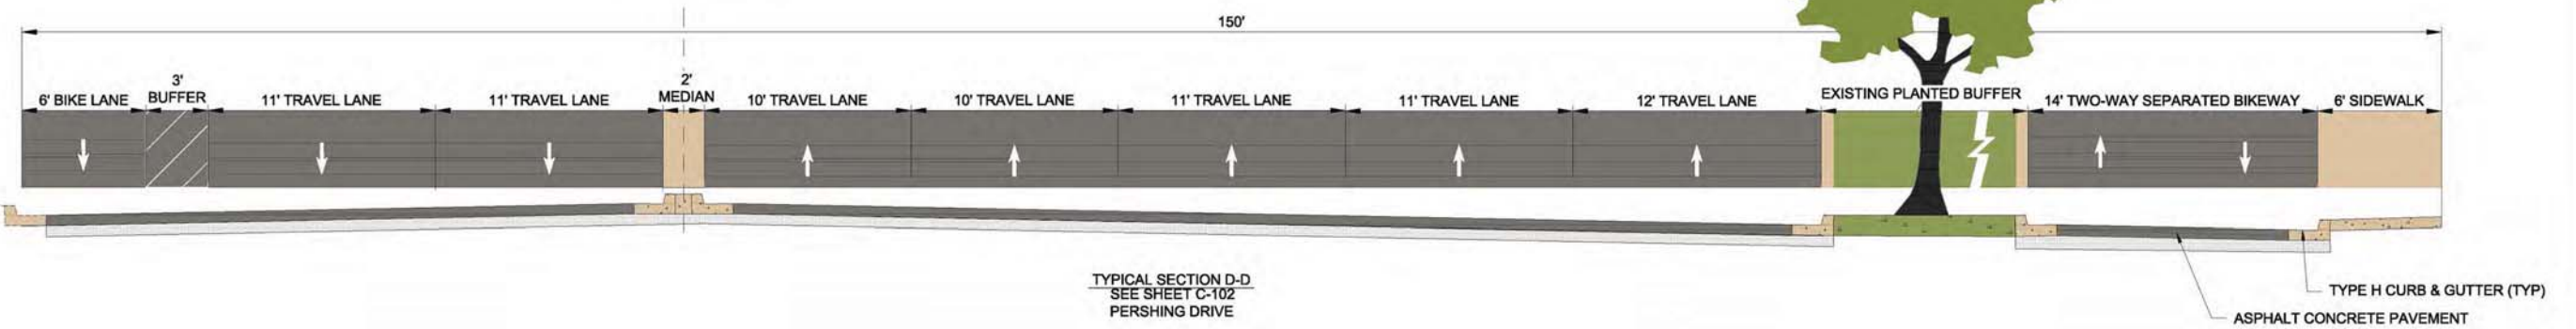 150'
6' BIKE LANE
3'
BUFFER
11' TRAVEL LANE
11' TRAVEL LANE
2'
MEDIAN
10' TRAVEL LANE
10' TRAVEL LANE
11' TRAVEL LANE
11' TRAVEL LANE
12' TRAVEL LANE
EXISTING PLANTED BUFFER
14' TWO-WAY SEPARATED BIKEWAY
6' SIDEWALK
TYPICAL SECTION D-D
SEE SHEET C-102
PERSHING DRIVE
TYPE H CURB & GUTTER (TYP)
ASPHALT CONCRETE PAVEMENT